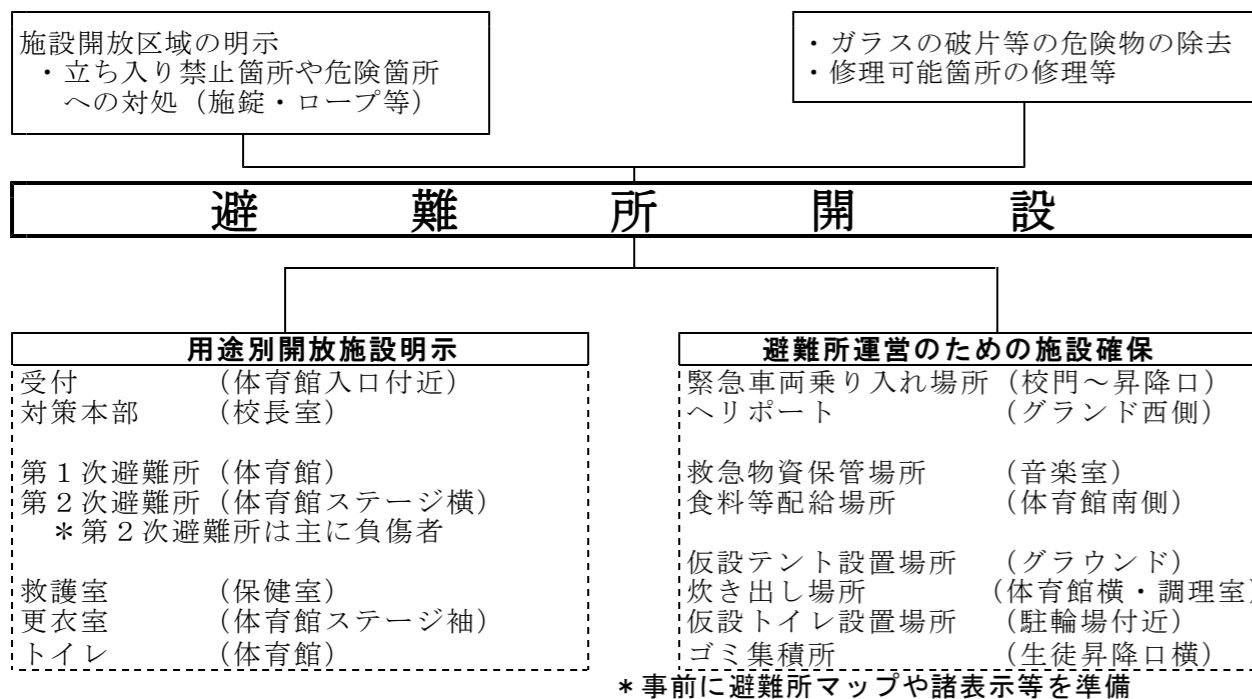 施設開放区域の明示
・立ち入り禁止箇所や危険箇所
への対処（施錠・ロープ等）
・ガラスの破片等の危険物の除去
・修理可能箇所の修理等
避難所開設
用途別開放施設明示
受付（体育館入口付近）
対策本部（校長室）
第１次避難所（体育館）
第２次避難所（体育館ステージ横）
＊第２次避難所は主に負傷者
救護室（保健室）
更衣室（体育館ステージ袖）
トイレ（体育館）
避難所運営のための施設確保
緊急車両乗り入れ場所（校門～昇降口）
ヘリポート（グランド西側）
救急物資保管場所（音楽室）
食料等配給場所（体育館南側）
仮設テント設置場所（グラウンド）
炊き出し場所（体育館横・調理室）
仮設トイレ設置場所（駐輪場付近）
ゴミ集積所（生徒昇降口横）
＊事前に避難所マップや諸表示等を準備